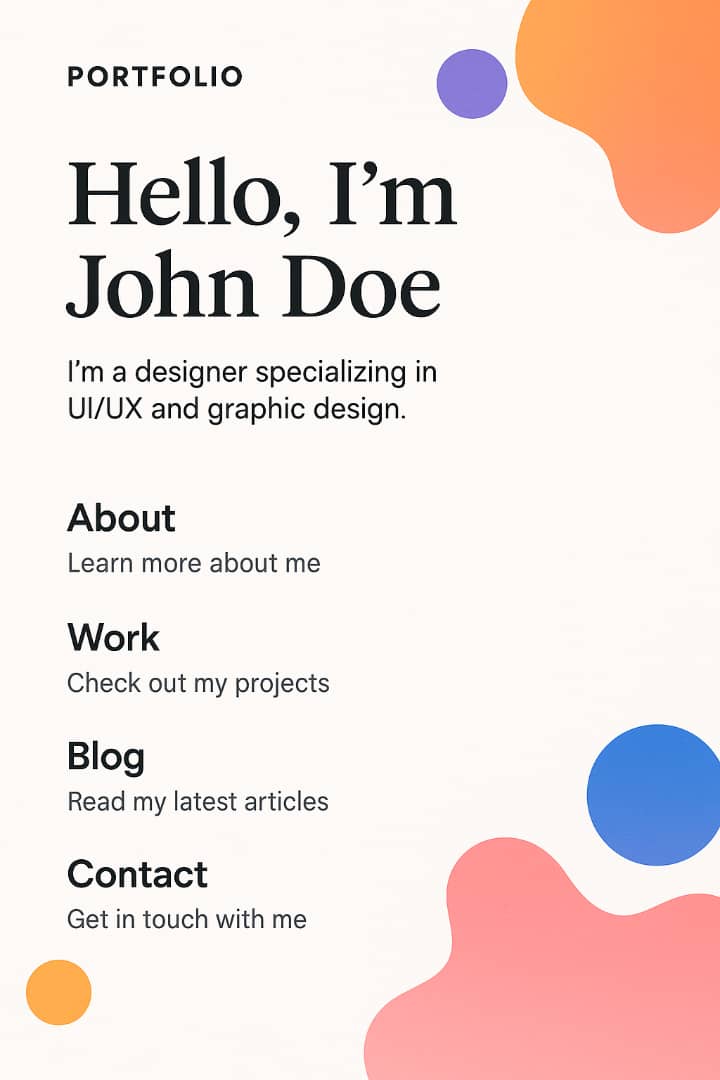 PORTFOLIO
Hello, I’m
John Doe
I’m a designer specializing in
UI/UX and graphic design.
About
Learn more about me
Work
Check out my projects
Blog
Read my latest articles
Contact
Get in touch with me